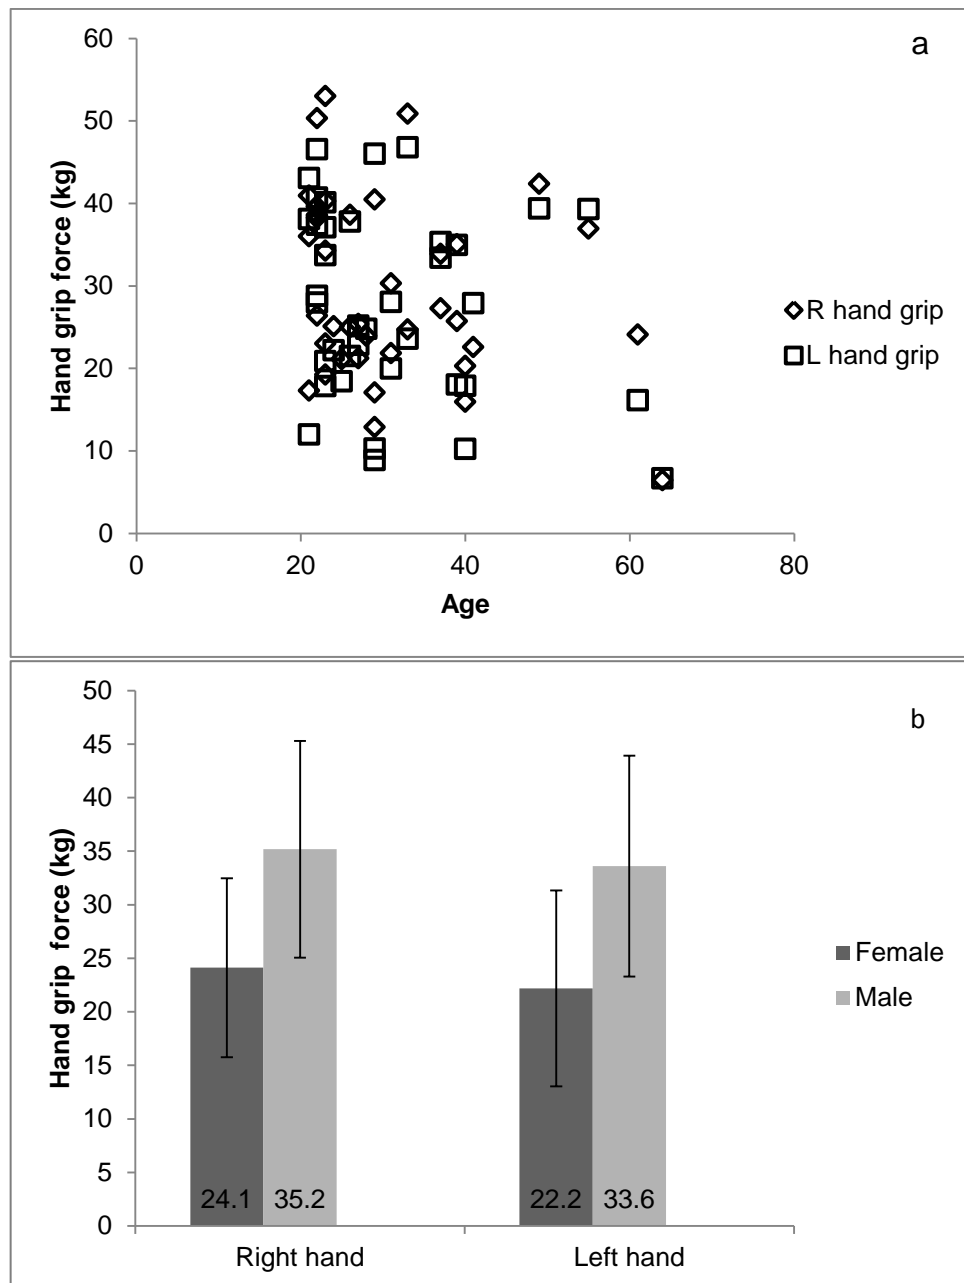 a
60
50
40
30
20
10
0
Hand grip force (kg)
R hand grip
L hand grip
0 20 40 60 80
Age
b
50
45
40
35
30
25
20
15
10
5
0
Hand grip  force (kg)
Female
Male
24.1 35.2 22.2 33.6
Right hand Left hand